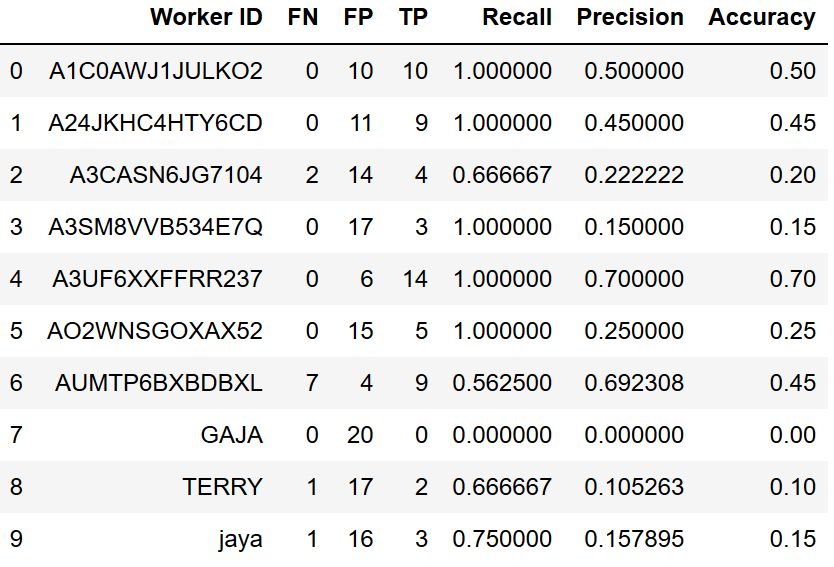 Worker ID FN FP TP Recall Precision Accuracy
0 A1C0AWJ1JULKO2 0 10 10 1.000000 0.500000 0.50
1 A24JKHC4HTY6CD 0 11 9 1.000000 0.450000 0.45
2 A3CASN6JG7104 2 14 4 0.666667 0.222222 0.20
3 A3SM8VVB534E7Q 0 17 3 1.000000 0.150000 0.15
4 A3UF6XXFFRR237 0 6 14 1.000000 0.700000 0.70
5 AO2WNSGOXAX52 0 15 5 1.000000 0.250000 0.25
6 AUMTP6BXBDBXL 7 4 9 0.562500 0.692308 0.45
7 GAJA 0 20 0 0.000000 0.000000 0.00
8 TERRY 1 17 2 0.666667 0.105263 0.10
9 jaya 1 16 3 0.750000 0.157895 0.15